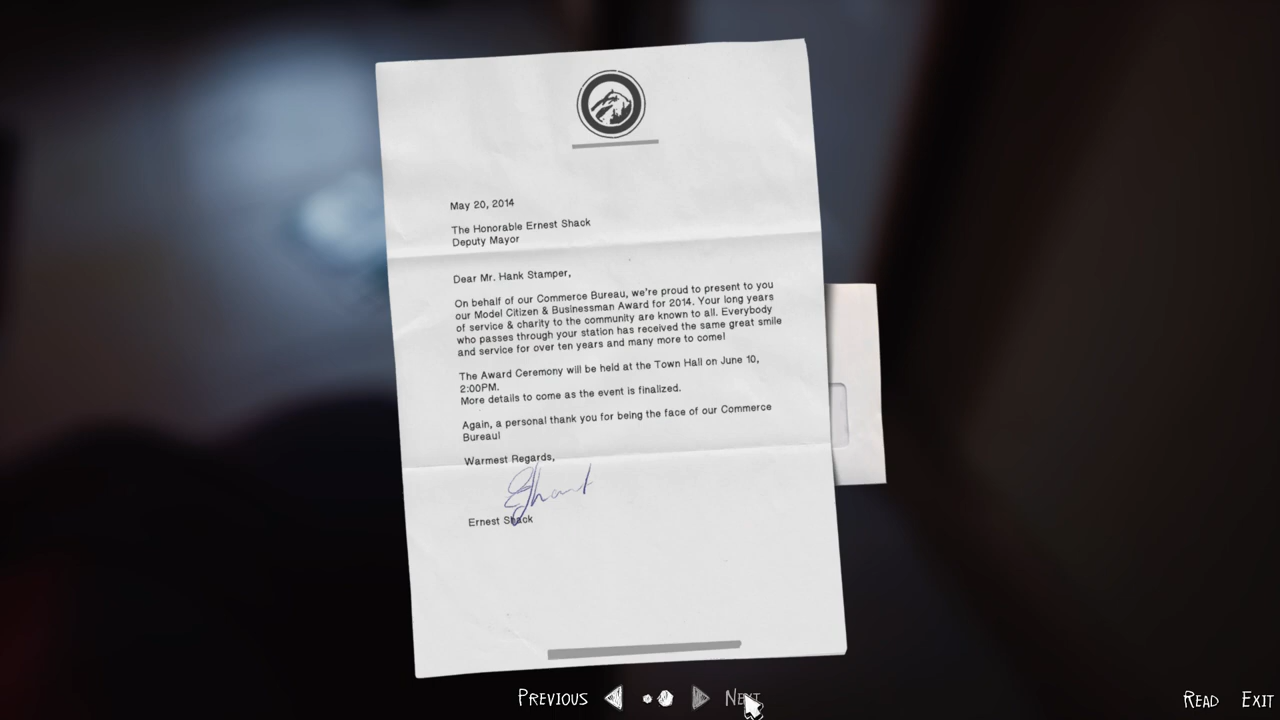 May 20, 2014
The Honorable Ernest Shack
Deputy Mayor
Dear Mr. Hank Stamper,
On behalf of our Commerce Bureau, we're proud to present to you
our Model Citizen & Businessman Award for 2014. Your long years
of service & charity to the community are known to all. Everybody
who passes through your station has received the same great smile
and service for over ten years and many more to come!
The Award Ceremony will be held at the Town Hall on June 10,
2:00PM.
More details to come as the event is finalized.
Again, a personal thank you for being the face of our Commerce
Bureau!
Warmest Regards,
Ernest Shack
PREVIOUS
NEXT
READ
EXIT